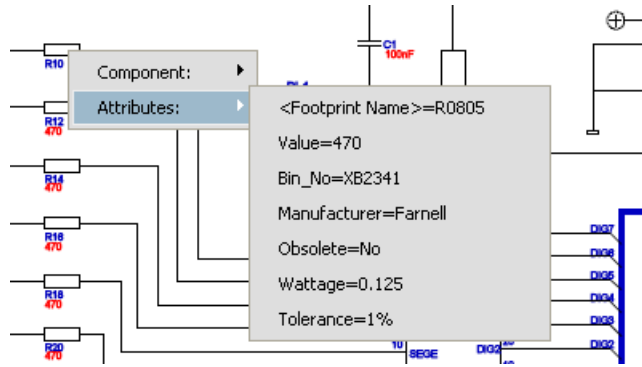 C1
100nF
R10
Component:
Attributes:
<Footprint Name>=R0805
Value=470
Bin_No=XB2341
Manufacturer=Farnell
Obsolete=No
Wattage=0.125
Tolerance=1%
R12
470
R14
470
R16
470
R18
470
R20
470
DIG7
DIG6
DIG5
DIG4
DIG3
DIG2
10
SEGE
DIG2